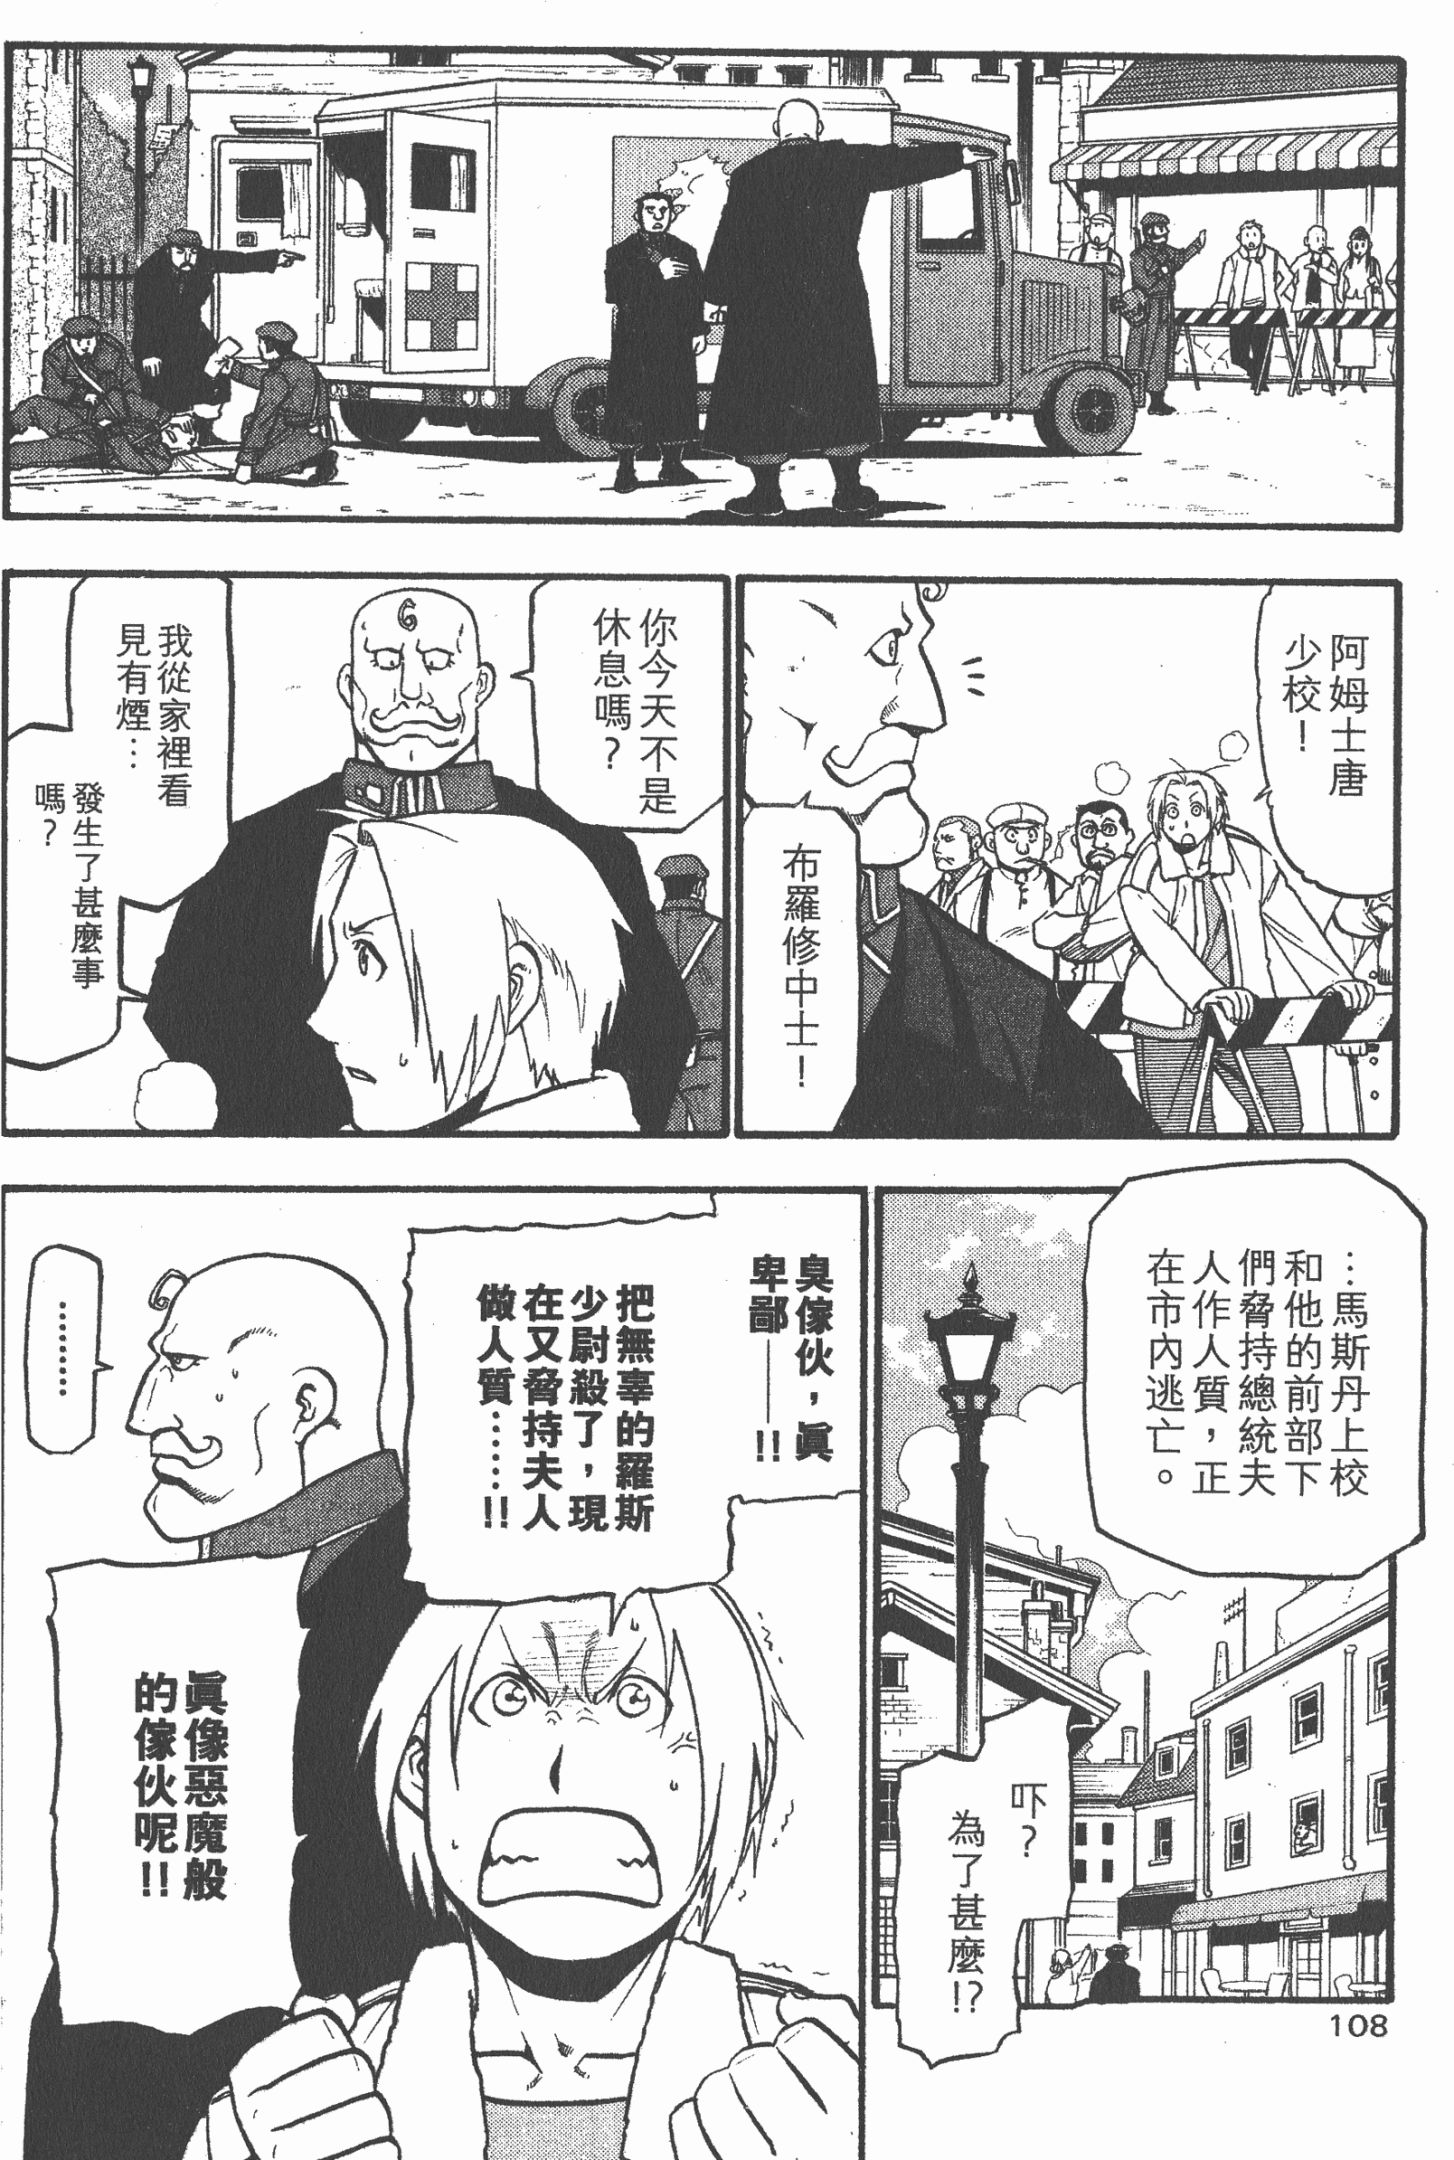 阿姆士唐
少校！
布羅修中士！
你今天不是
休息嗎？
我從家裡看
見有煙…
發生了甚麼事
嗎？
…馬斯丹上校
和他的前部下
們脅持總統夫
人作人質，正
在市內逃亡。
吓？
為了甚麼!?
臭傢伙，眞
卑鄙——!!
把無辜的羅斯
少尉殺了，現
在又脅持夫人
做人質……!!
眞像惡魔般
的傢伙呢!!
………
108